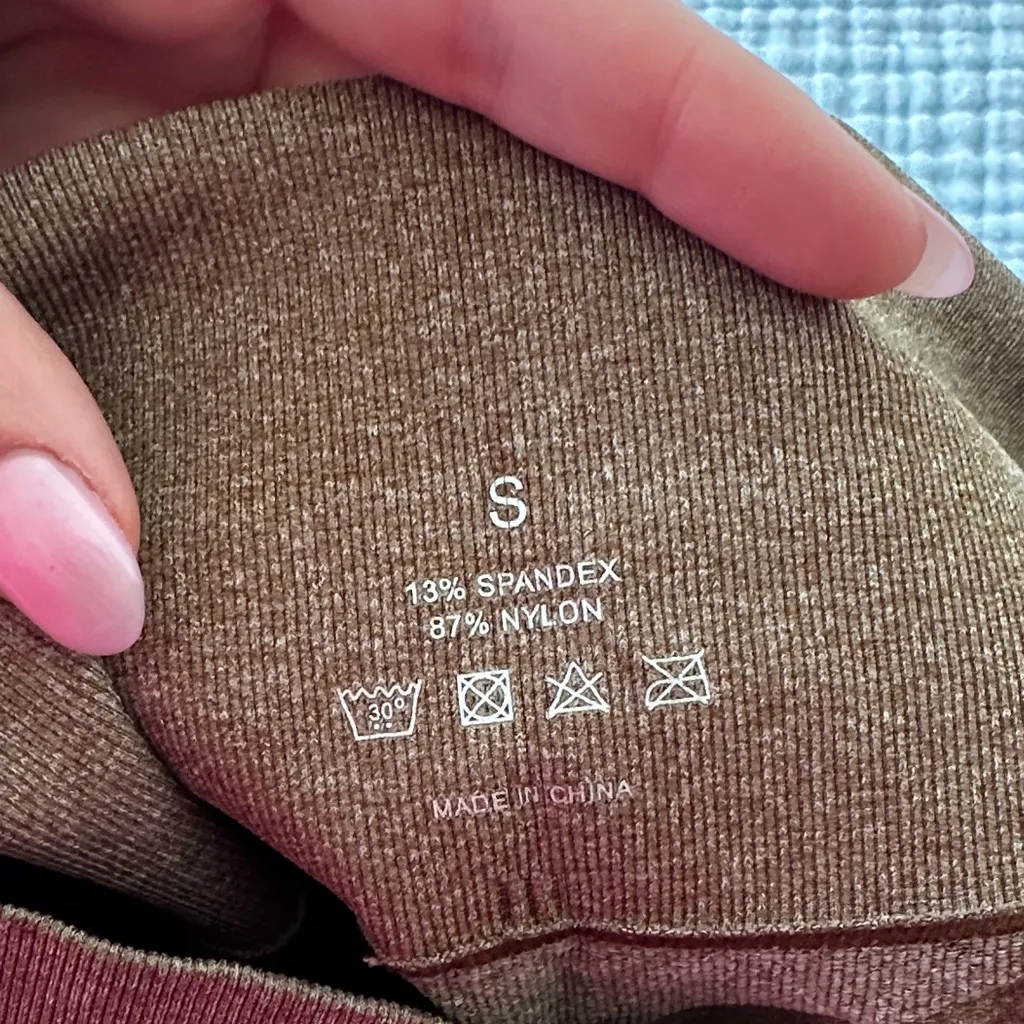 S
13% SPANDEX
87% NYLON
30°
MADE IN CHINA